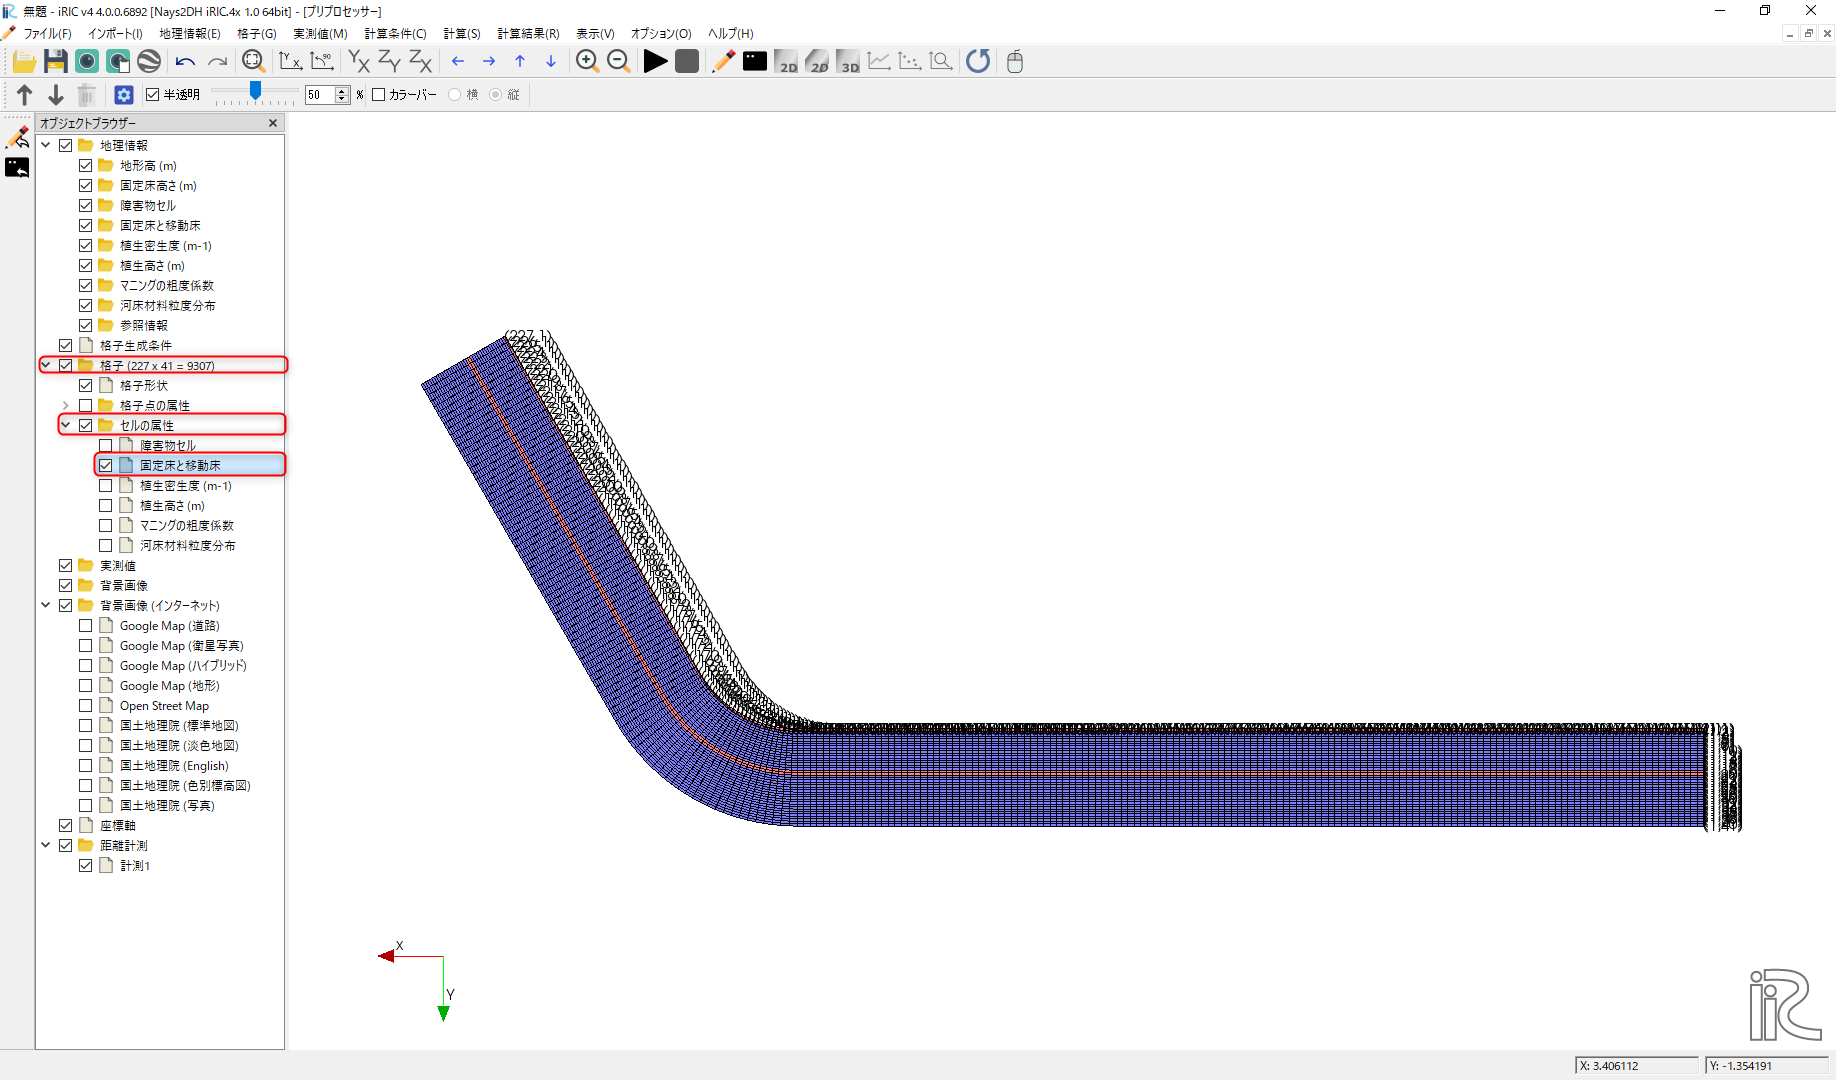 無題 - iRIC v4 4.0.0.6892 [Nays2DH iRIC.4x 1.0 64bit] - [プリプロセッサー]
ファイル(F) インポート(I) 地理情報(E) 格子(G) 実測値(M) 計算条件(C) 計算(S) 計算結果(R) 表示(V) オプション(O) ヘルプ(H)
2D 2D 3D
半透明 50 % カラーバー 横 縦
オブジェクトブラウザー
地理情報
地形高 (m)
固定床高さ (m)
障害物セル
固定床と移動床
植生密生度 (m-1)
植生高さ (m)
マニングの粗度係数
河床材料粒度分布
参照情報
格子生成条件
格子 (227 x 41 = 9307)
格子形状
格子点の属性
セルの属性
障害物セル
固定床と移動床
植生密生度 (m-1)
植生高さ (m)
マニングの粗度係数
河床材料粒度分布
実測値
背景画像
背景画像 (インターネット)
Google Map (道路)
Google Map (衛星写真)
Google Map (ハイブリッド)
Google Map (地形)
Open Street Map
国土地理院 (標準地図)
国土地理院 (淡色地図)
国土地理院 (English)
国土地理院 (色別標高図)
国土地理院 (写真)
座標軸
距離計測
計測1
(227,1)
X
Y
iRIC
X: 3.406112
Y: -1.354191